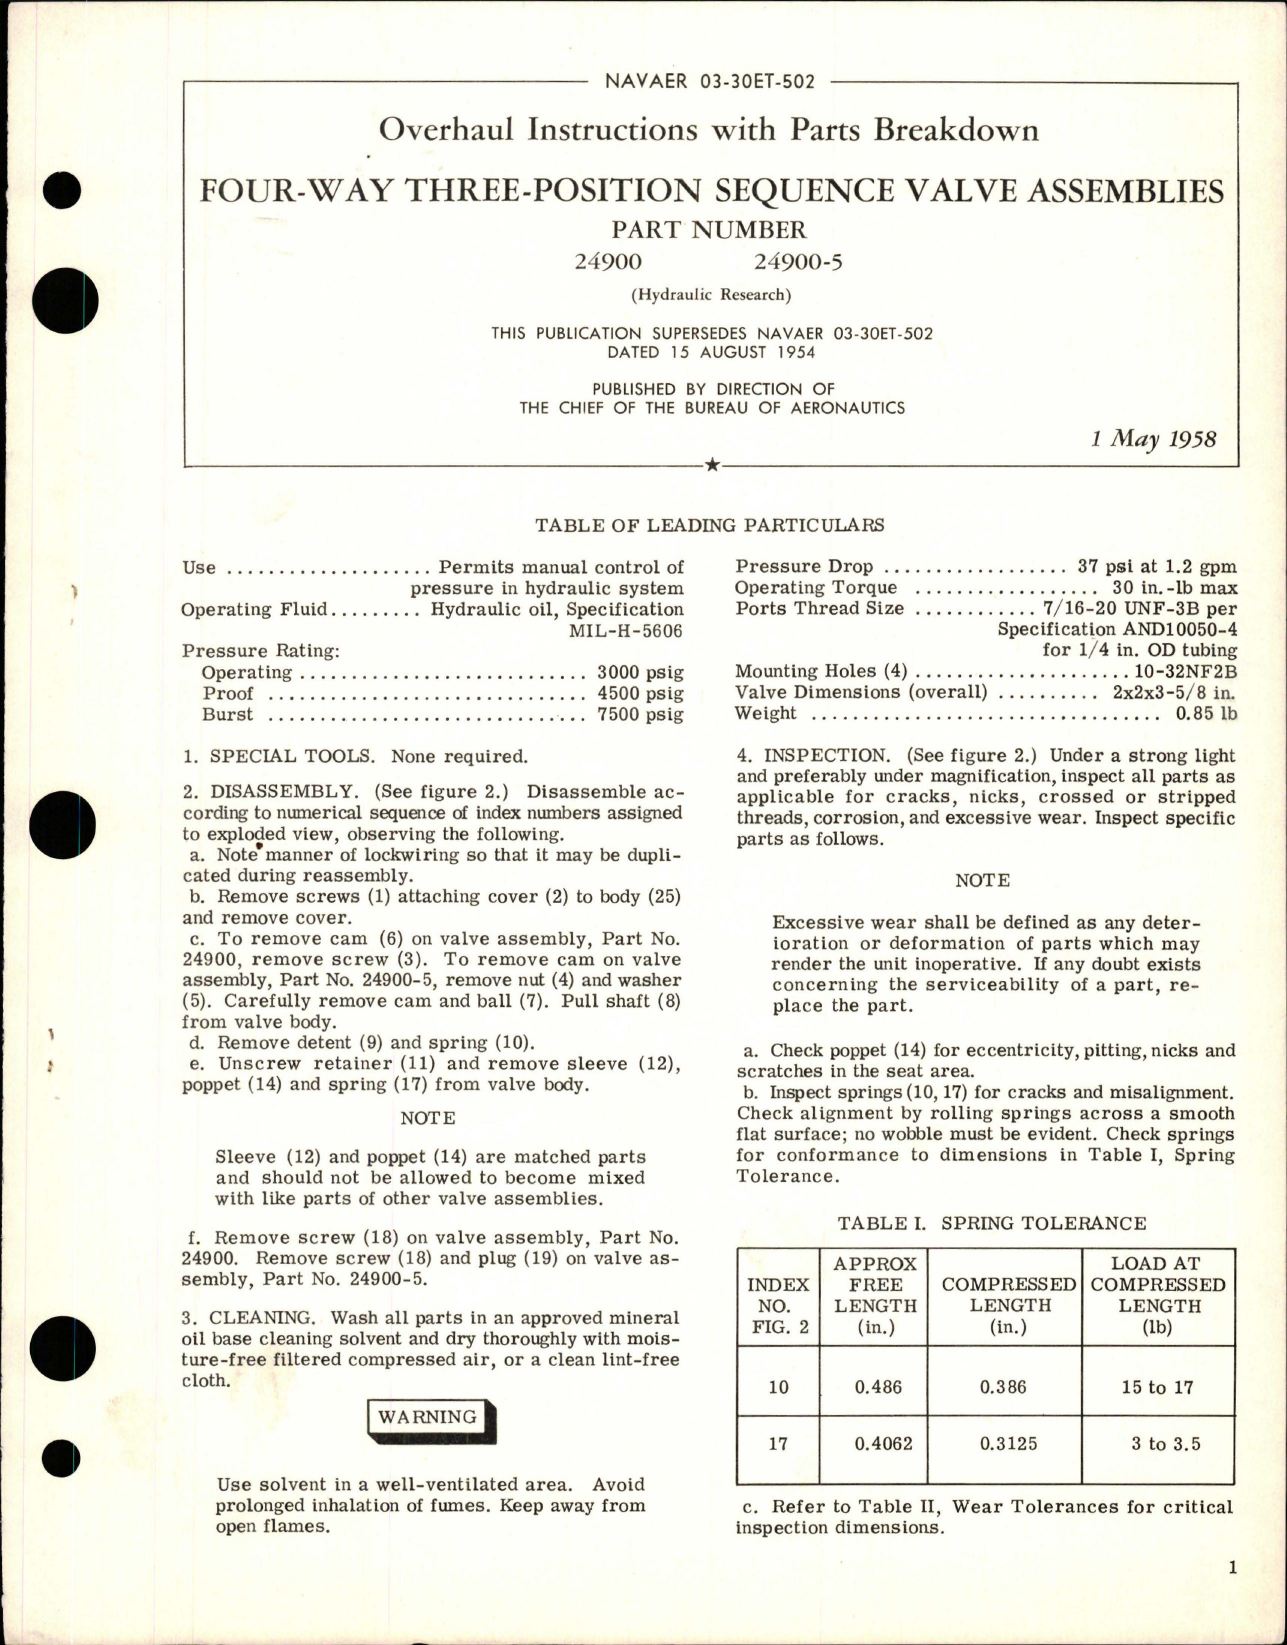 NAVAER 03-30ET-502
Overhaul Instructions with Parts Breakdown
FOUR-WAY THREE-POSITION SEQUENCE VALVE ASSEMBLIES
PART NUMBER
24900 24900-5
(Hydraulic Research)
THIS PUBLICATION SUPERSEDES NAVAER 03-30ET-502
DATED 15 AUGUST 1954
PUBLISHED BY DIRECTION OF
THE CHIEF OF THE BUREAU OF AERONAUTICS
1 May 1958
TABLE OF LEADING PARTICULARS
Use .................... Permits manual control of
pressure in hydraulic system
Operating Fluid......... Hydraulic oil, Specification
MIL-H-5606
Pressure Rating:
Operating ............................ 3000 psig
Proof ............................... 4500 psig
Burst ............................... 7500 psig
1. SPECIAL TOOLS. None required.
2. DISASSEMBLY. (See figure 2.) Disassemble ac-
cording to numerical sequence of index numbers assigned
to exploded view, observing the following.
a. Note manner of lockwiring so that it may be dupli-
cated during reassembly.
b. Remove screws (1) attaching cover (2) to body (25)
and remove cover.
c. To remove cam (6) on valve assembly, Part No.
24900, remove screw (3). To remove cam on valve
assembly, Part No. 24900-5, remove nut (4) and washer
(5). Carefully remove cam and ball (7). Pull shaft (8)
from valve body.
d. Remove detent (9) and spring (10).
e. Unscrew retainer (11) and remove sleeve (12),
poppet (14) and spring (17) from valve body.
NOTE
Sleeve (12) and poppet (14) are matched parts
and should not be allowed to become mixed
with like parts of other valve assemblies.
f. Remove screw (18) on valve assembly, Part No.
24900. Remove screw (18) and plug (19) on valve as-
sembly, Part No. 24900-5.
3. CLEANING. Wash all parts in an approved mineral
oil base cleaning solvent and dry thoroughly with mois-
ture-free filtered compressed air, or a clean lint-free
cloth.
WARNING
Use solvent in a well-ventilated area. Avoid
prolonged inhalation of fumes. Keep away from
open flames.
Pressure Drop .................. 37 psi at 1.2 gpm
Operating Torque .................. 30 in.-lb max
Ports Thread Size ............ 7/16-20 UNF-3B per
Specification AND10050-4
for 1/4 in. OD tubing
Mounting Holes (4) ..................... 10-32NF2B
Valve Dimensions (overall) .......... 2x2x3-5/8 in.
Weight .................................. 0.85 lb
4. INSPECTION. (See figure 2.) Under a strong light
and preferably under magnification, inspect all parts as
applicable for cracks, nicks, crossed or stripped
threads, corrosion, and excessive wear. Inspect specific
parts as follows.
NOTE
Excessive wear shall be defined as any deter-
ioration or deformation of parts which may
render the unit inoperative. If any doubt exists
concerning the serviceability of a part, re-
place the part.
a. Check poppet (14) for eccentricity, pitting, nicks and
scratches in the seat area.
b. Inspect springs (10, 17) for cracks and misalignment.
Check alignment by rolling springs across a smooth
flat surface; no wobble must be evident. Check springs
for conformance to dimensions in Table I, Spring
Tolerance.
TABLE I. SPRING TOLERANCE
INDEX NO. FIG. 2 APPROX FREE LENGTH (in.) COMPRESSED LENGTH (in.) LOAD AT COMPRESSED LENGTH (lb)
10 0.486 0.386 15 to 17
17 0.4062 0.3125 3 to 3.5
c. Refer to Table II, Wear Tolerances for critical
inspection dimensions.
1